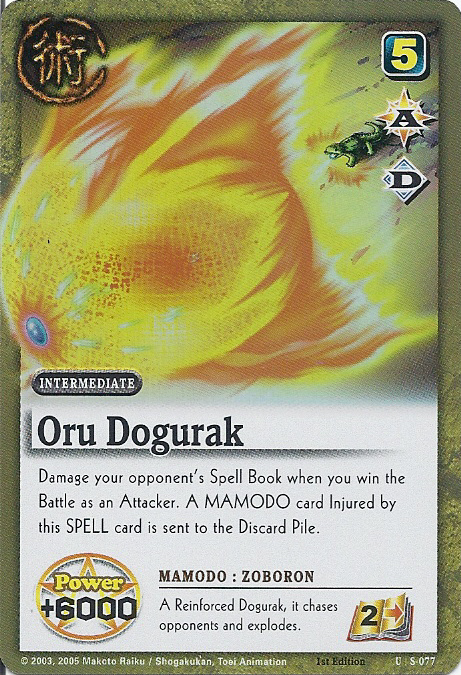 術
5
A
D
INTERMEDIATE
Oru Dogurak
Damage your opponent's Spell Book when you win the
Battle as an Attacker. A MAMODO card Injured by
this SPELL card is sent to the Discard Pile.
Power
+6000
MAMODO : ZOBORON
A Reinforced Dogurak, it chases
opponents and explodes.
2
© 2003, 2005 Makoto Raiku / Shogakukan, Toei Animation 1st Edition U S-077